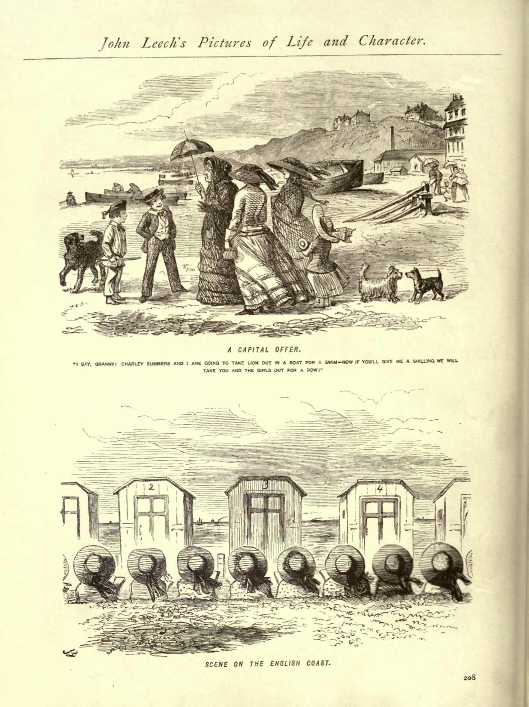 John Leech's Pictures of Life and Character.
A CAPITAL OFFER.
"I SAY, GRANNY! CHARLEY SUMMERS AND I ARE GOING TO TAKE LION OUT IN A BOAT FOR A SWIM—NOW IF YOU'LL GIVE ME A SHILLING WE WILL
TAKE YOU AND THE GIRLS OUT FOR A ROW!"
2
3
4
SCENE ON THE ENGLISH COAST.
208